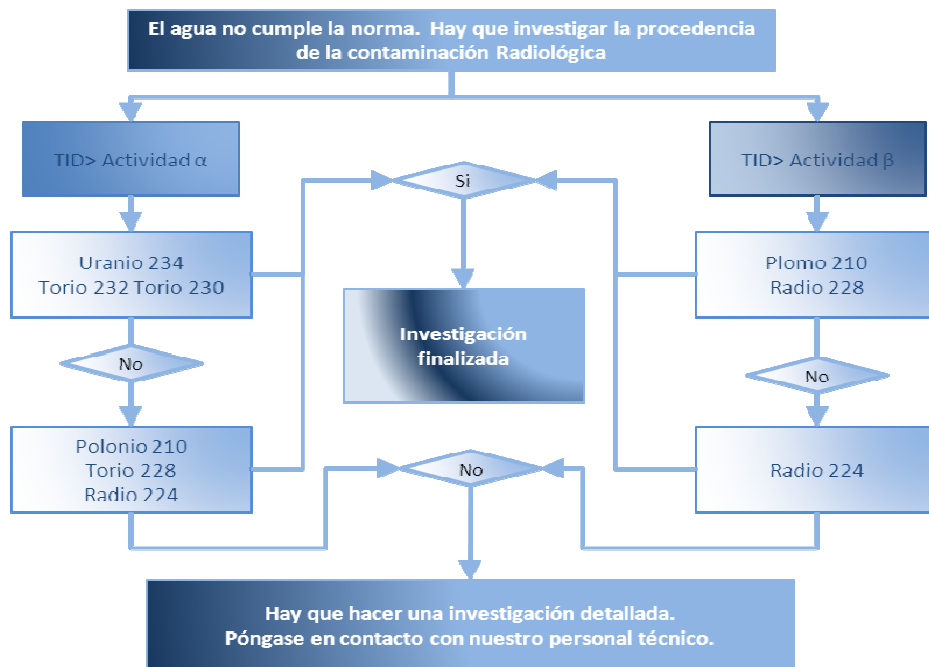 El agua no cumple la norma. Hay que investigar la procedencia
de la contaminación Radiológica
TID> Actividad α
Si
TID> Actividad β
Uranio 234
Torio 232 Torio 230
Plomo 210
Radio 228
Investigación
finalizada
No
No
Polonio 210
Torio 228
Radio 224
No
Radio 224
Hay que hacer una investigación detallada.
Póngase en contacto con nuestro personal técnico.